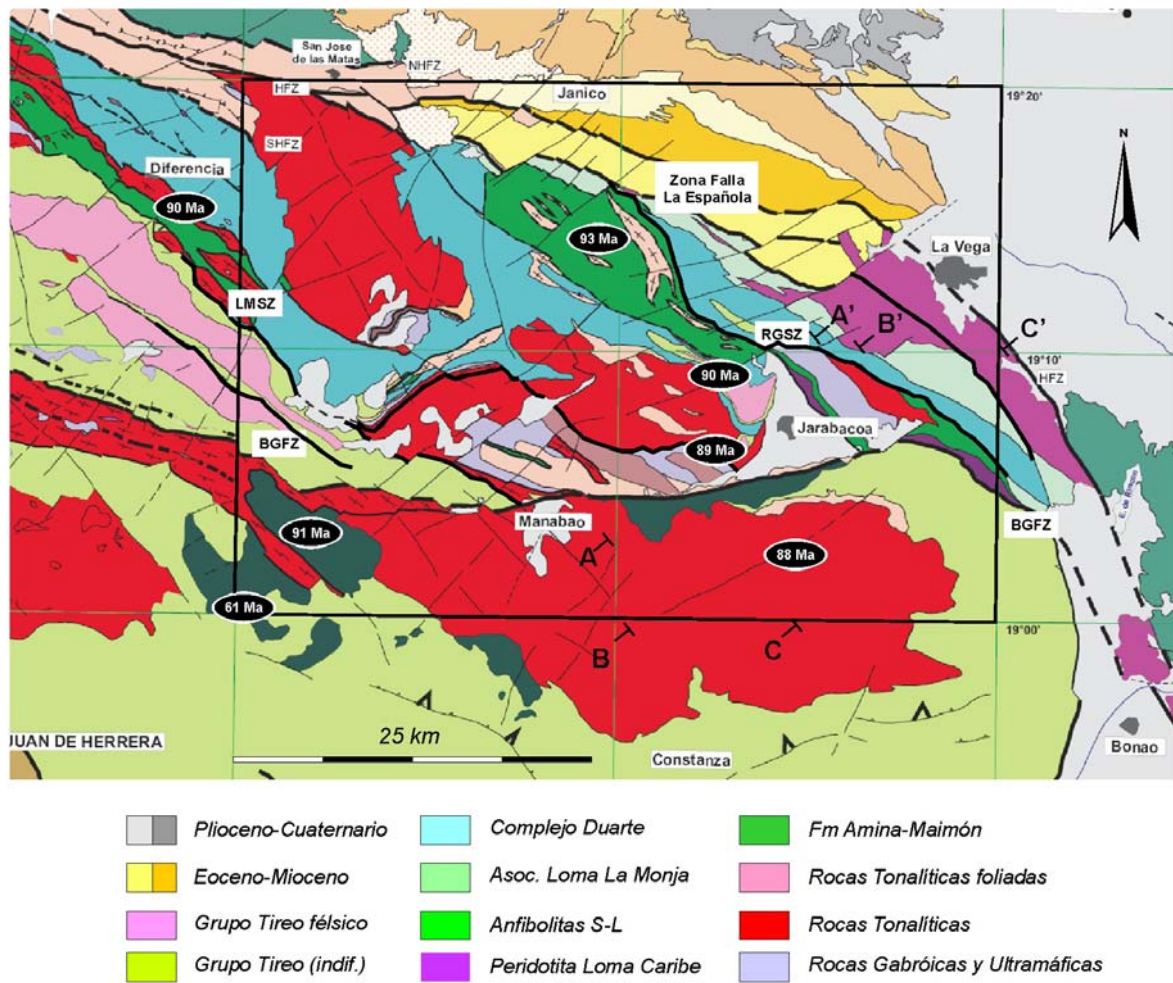 San Jose
de las Matas
NHFZ
HFZ
Janico
19°20'
SHFZ
N
Diferencia
Zona Falla
La Española
90 Ma
93 Ma
La Vega
LMSZ
RGSZ
A'
B'
C'
19°10'
HFZ
90 Ma
Jarabacoa
89 Ma
BGFZ
Manabao
BGFZ
91 Ma
A
88 Ma
61 Ma
19°00'
B
C
25 km
JUAN DE HERRERA
Constanza
Bonao
Plioceno-Cuaternario
Complejo Duarte
Fm Amina-Maimón
Eoceno-Mioceno
Asoc. Loma La Monja
Rocas Tonalíticas foliadas
Grupo Tireo félsico
Anfibolitas S-L
Rocas Tonalíticas
Grupo Tireo (indif.)
Peridotita Loma Caribe
Rocas Gabróicas y Ultramáficas